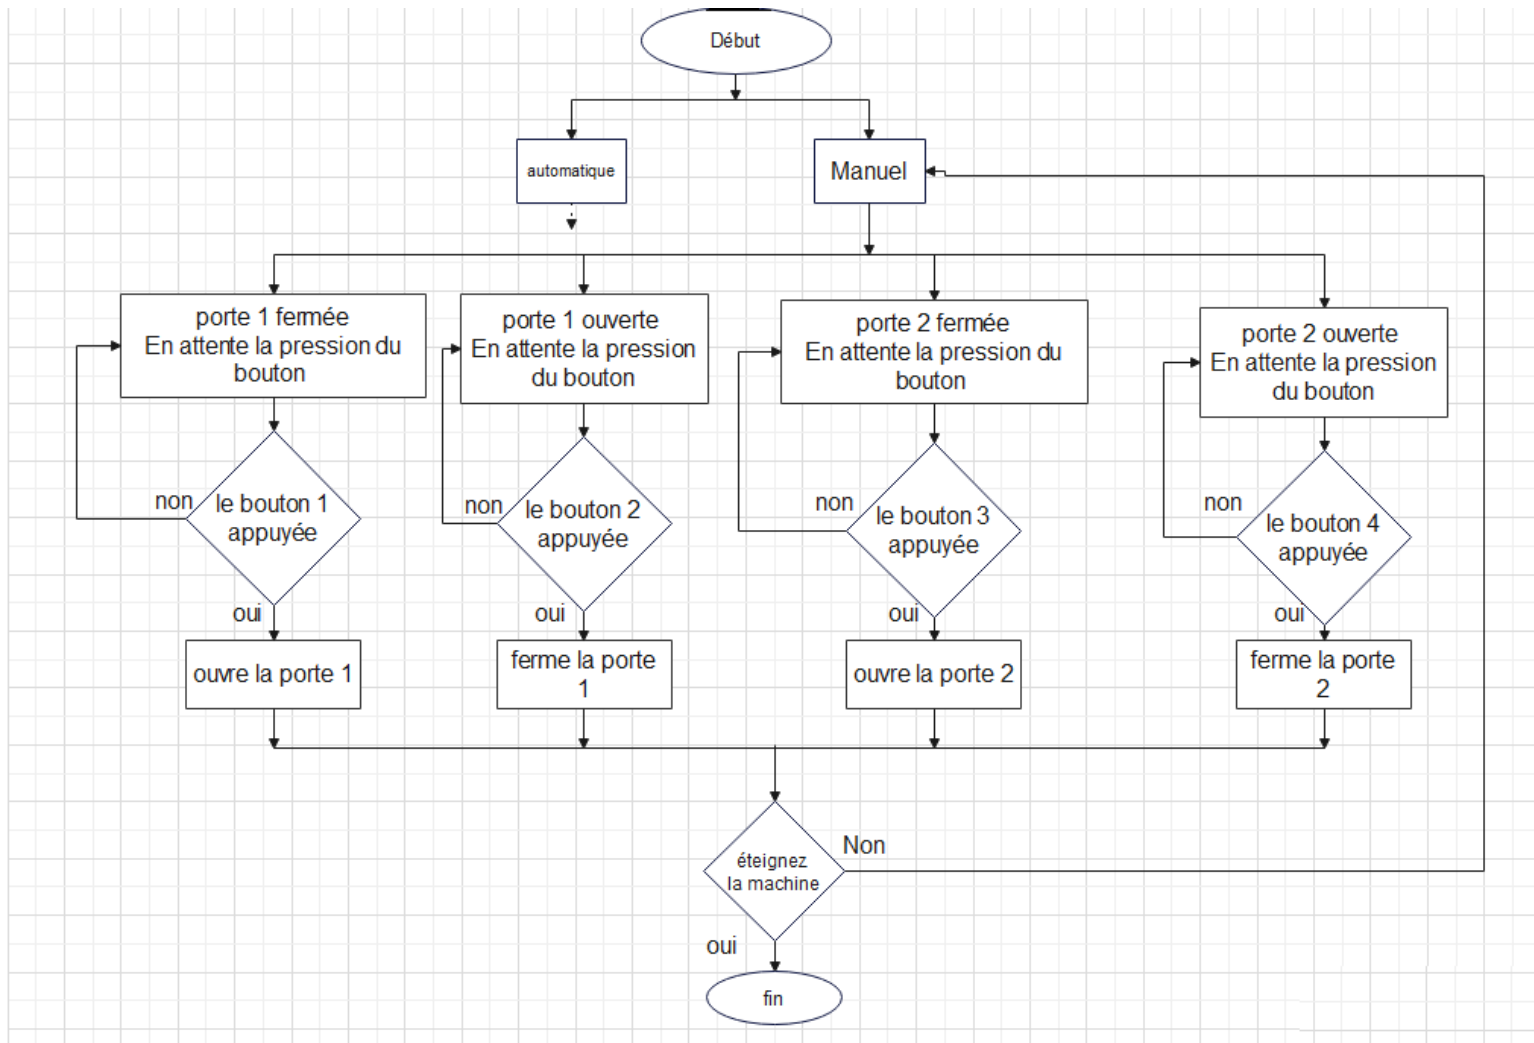 Début
automatique
Manuel
porte 1 fermée
En attente la pression du
bouton
porte 1 ouverte
En attente la pression
du bouton
porte 2 fermée
En attente la pression du
bouton
porte 2 ouverte
En attente la pression
du bouton
non
le bouton 1
appuyée
non
le bouton 2
appuyée
non
le bouton 3
appuyée
non
le bouton 4
appuyée
oui
oui
oui
oui
ouvre la porte 1
ferme la porte
1
ouvre la porte 2
ferme la porte
2
éteignez
la machine
Non
oui
fin